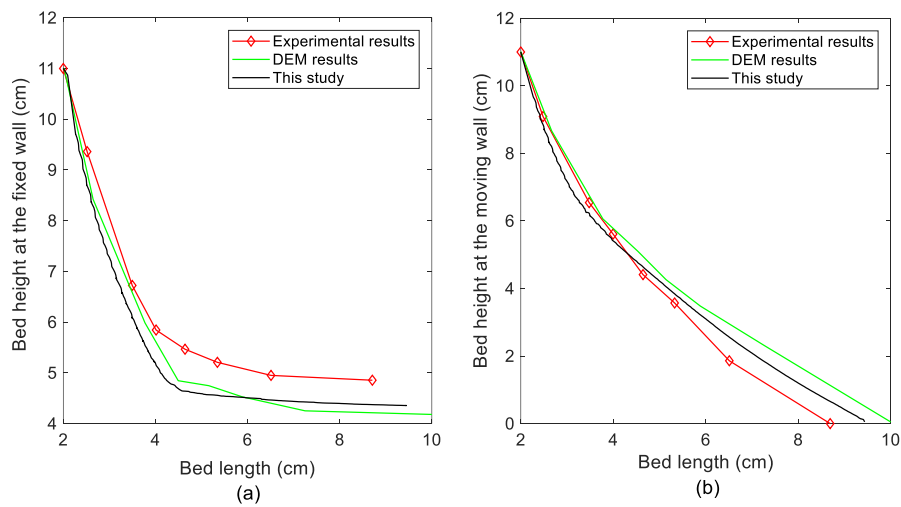 12
11
10
9
8
7
6
5
4
2
4
6
8
10
Bed height at the fixed wall (cm)
Bed length (cm)
(a)
Experimental results
DEM results
This study
12
10
8
6
4
2
0
2
4
6
8
10
Bed height at the moving wall (cm)
Bed length (cm)
(b)
Experimental results
DEM results
This study